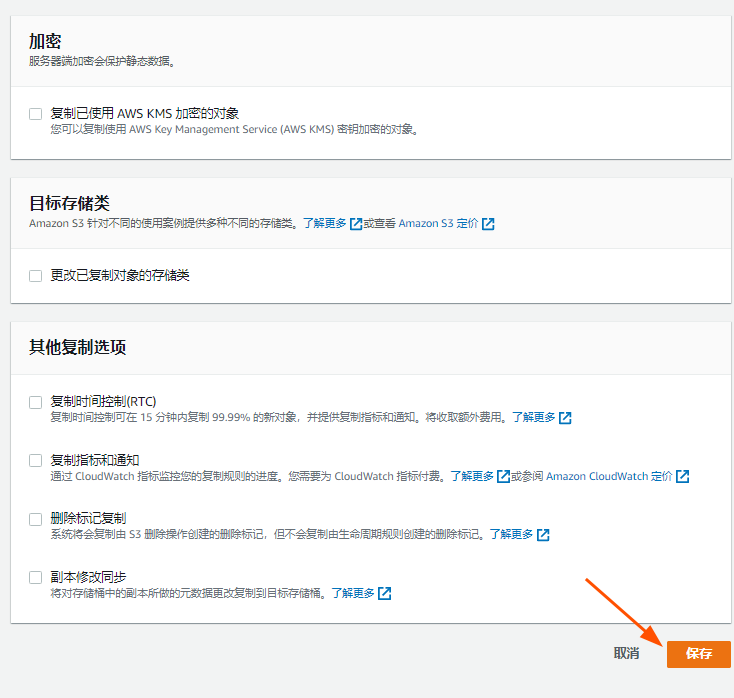 加密
服务器端加密会保护静态数据。
复制已使用 AWS KMS 加密的对象
您可以复制使用 AWS Key Management Service (AWS KMS) 密钥加密的对象。
目标存储类
Amazon S3 针对不同的使用案例提供多种不同的存储类。了解更多 或查看 Amazon S3 定价
更改已复制对象的存储类
其他复制选项
复制时间控制(RTC)
复制时间控制可在 15 分钟内复制 99.99% 的新对象，并提供复制指标和通知。将收取额外费用。了解更多
复制指标和通知
通过 CloudWatch 指标监控您的复制规则的进度。您需要为 CloudWatch 指标付费。了解更多 或参阅 Amazon CloudWatch 定价
删除标记复制
系统将会复制由 S3 删除操作创建的删除标记，但不会复制由生命周期规则创建的删除标记。了解更多
副本修改同步
将对存储桶中的副本所做的元数据更改复制到目标存储桶。了解更多
取消 保存